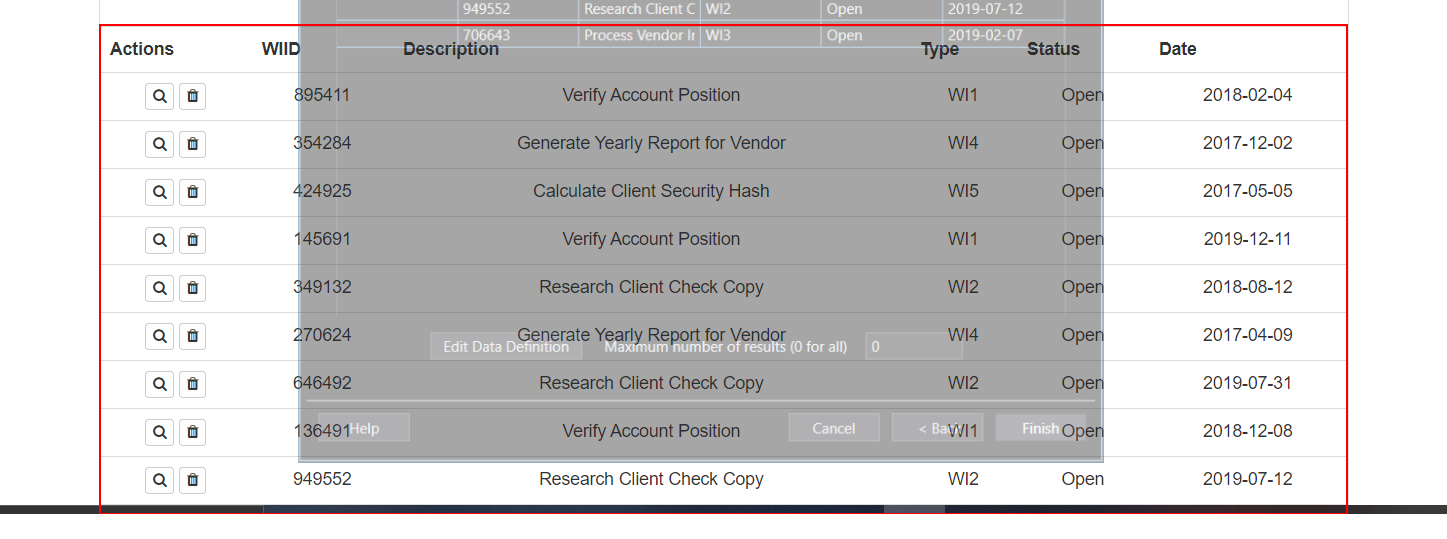 949552 Research Client C WI2 Open 2019-07-12
706643 Process Vendor Ir WI3 Open 2019-02-07
Actions WIID Description Type Status Date
895411 Verify Account Position WI1 Open 2018-02-04
354284 Generate Yearly Report for Vendor WI4 Open 2017-12-02
424925 Calculate Client Security Hash WI5 Open 2017-05-05
145691 Verify Account Position WI1 Open 2019-12-11
349132 Research Client Check Copy WI2 Open 2018-08-12
270624 Generate Yearly Report for Vendor WI4 Open 2017-04-09
Edit Data Definition Maximum number of results (0 for all) 0
646492 Research Client Check Copy WI2 Open 2019-07-31
Help Cancel < Back Finish
136491 Verify Account Position WI1 Open 2018-12-08
949552 Research Client Check Copy WI2 Open 2019-07-12